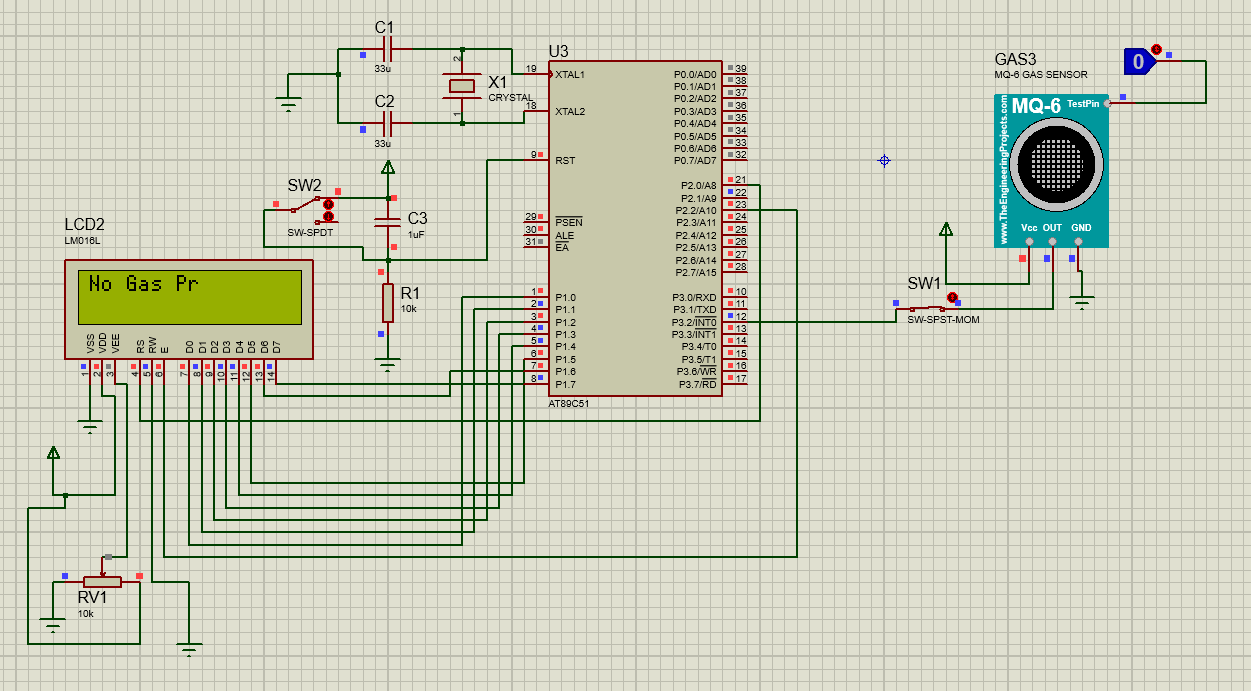 C1
33u
C2
33u
2
X1
CRYSTAL
1
U3
19
XTAL1
18
XTAL2
9
RST
29
PSEN
30
ALE
31
EA
1
P1.0
2
P1.1
3
P1.2
4
P1.3
5
P1.4
6
P1.5
7
P1.6
8
P1.7
P0.0/AD0
39
P0.1/AD1
38
P0.2/AD2
37
P0.3/AD3
36
P0.4/AD4
35
P0.5/AD5
34
P0.6/AD6
33
P0.7/AD7
32
P2.0/A8
21
P2.1/A9
22
P2.2/A10
23
P2.3/A11
24
P2.4/A12
25
P2.5/A13
26
P2.6/A14
27
P2.7/A15
28
P3.0/RXD
10
P3.1/TXD
11
P3.2/INT0
12
P3.3/INT1
13
P3.4/T0
14
P3.5/T1
15
P3.6/WR
16
P3.7/RD
17
AT89C51
SW2
SW-SPDT
C3
1uF
R1
10k
LCD2
LM016L
No Gas Pr
VSS
VDD
VEE
RS
RW
E
D0
D1
D2
D3
D4
D5
D6
D7
1
2
3
4
5
6
7
8
9
10
11
12
13
14
RV1
10k
GAS3
MQ-6 GAS SENSOR
0
MQ-6
TestPin
www.TheEngineeringProjects.com
Vcc OUT GND
SW1
SW-SPST-MOM